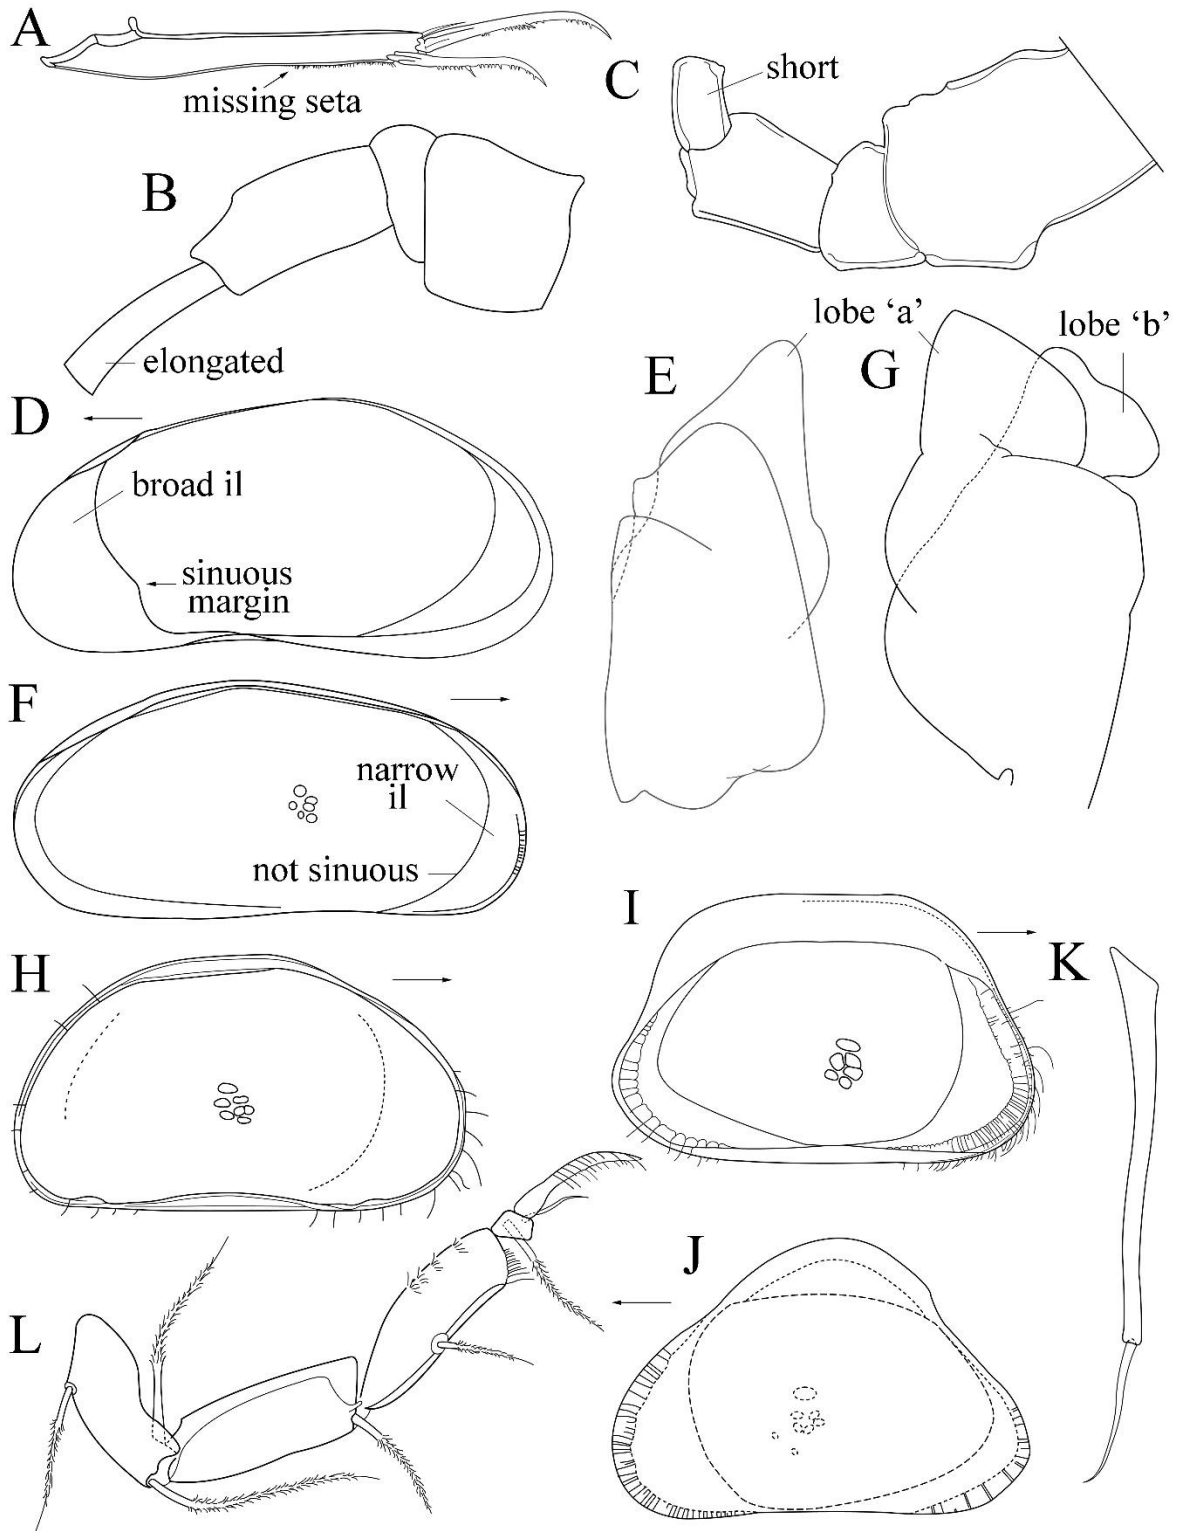 A
missing seta
C
short
B
elongated
D
broad il
sinuous
margin
E
lobe ‘a’
G
lobe ‘b’
F
narrow
il
not sinuous
H
I
K
L
J